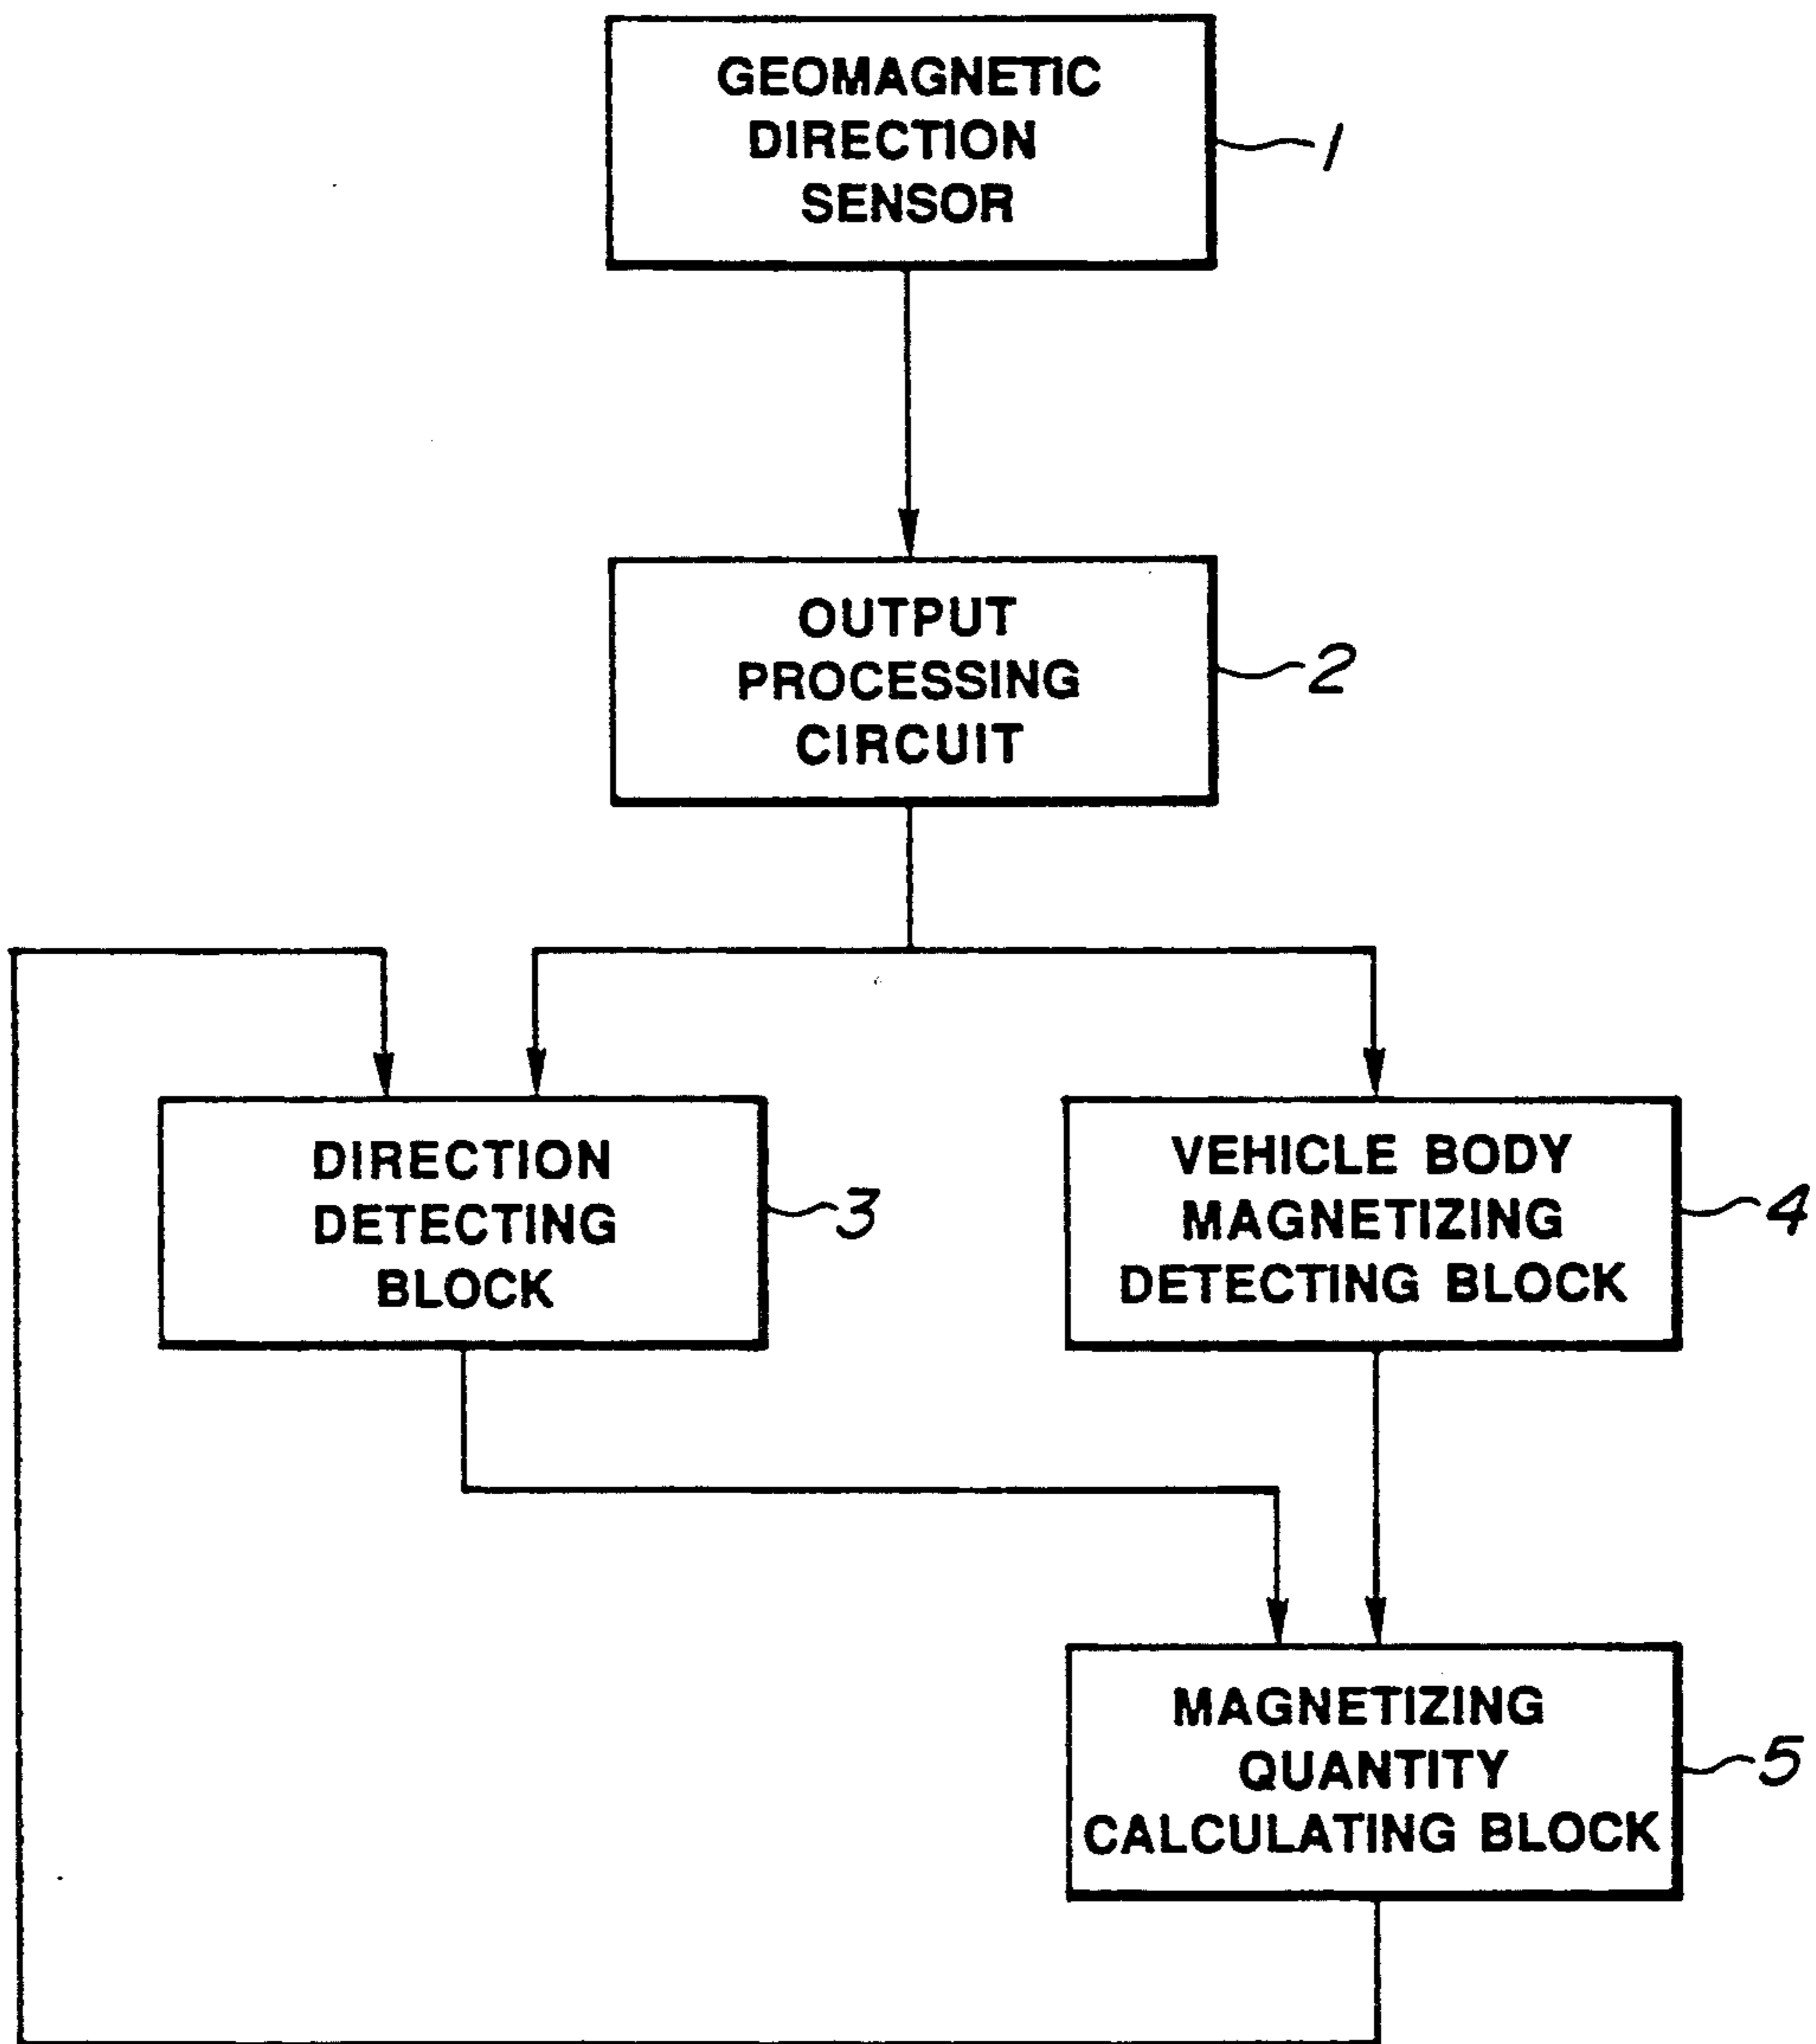 GEOMAGNETIC
DIRECTION
SENSOR
1
OUTPUT
PROCESSING
CIRCUIT
2
DIRECTION
DETECTING
BLOCK
3
VEHICLE BODY
MAGNETIZING
DETECTING BLOCK
4
MAGNETIZING
QUANTITY
CALCULATING BLOCK
5